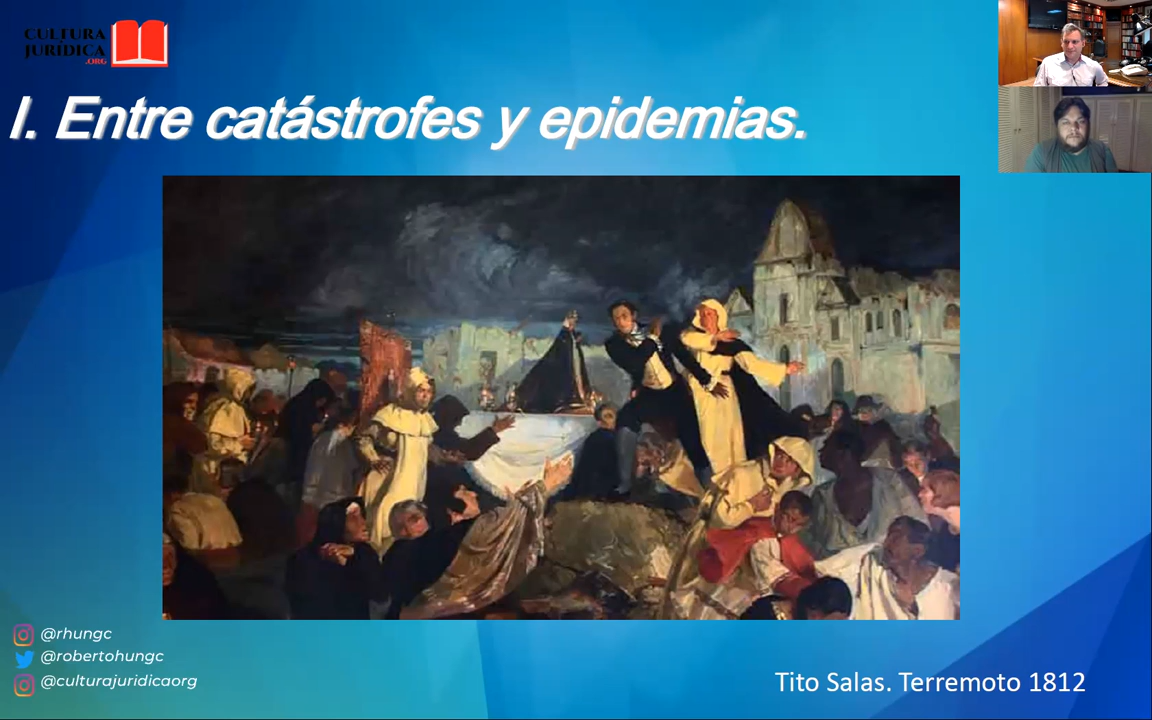 CULTURA
JURÍDICA
.ORG
I. Entre catástrofes y epidemias.
@rhungc
@robertohungc
@culturajuridicaorg
Tito Salas. Terremoto 1812